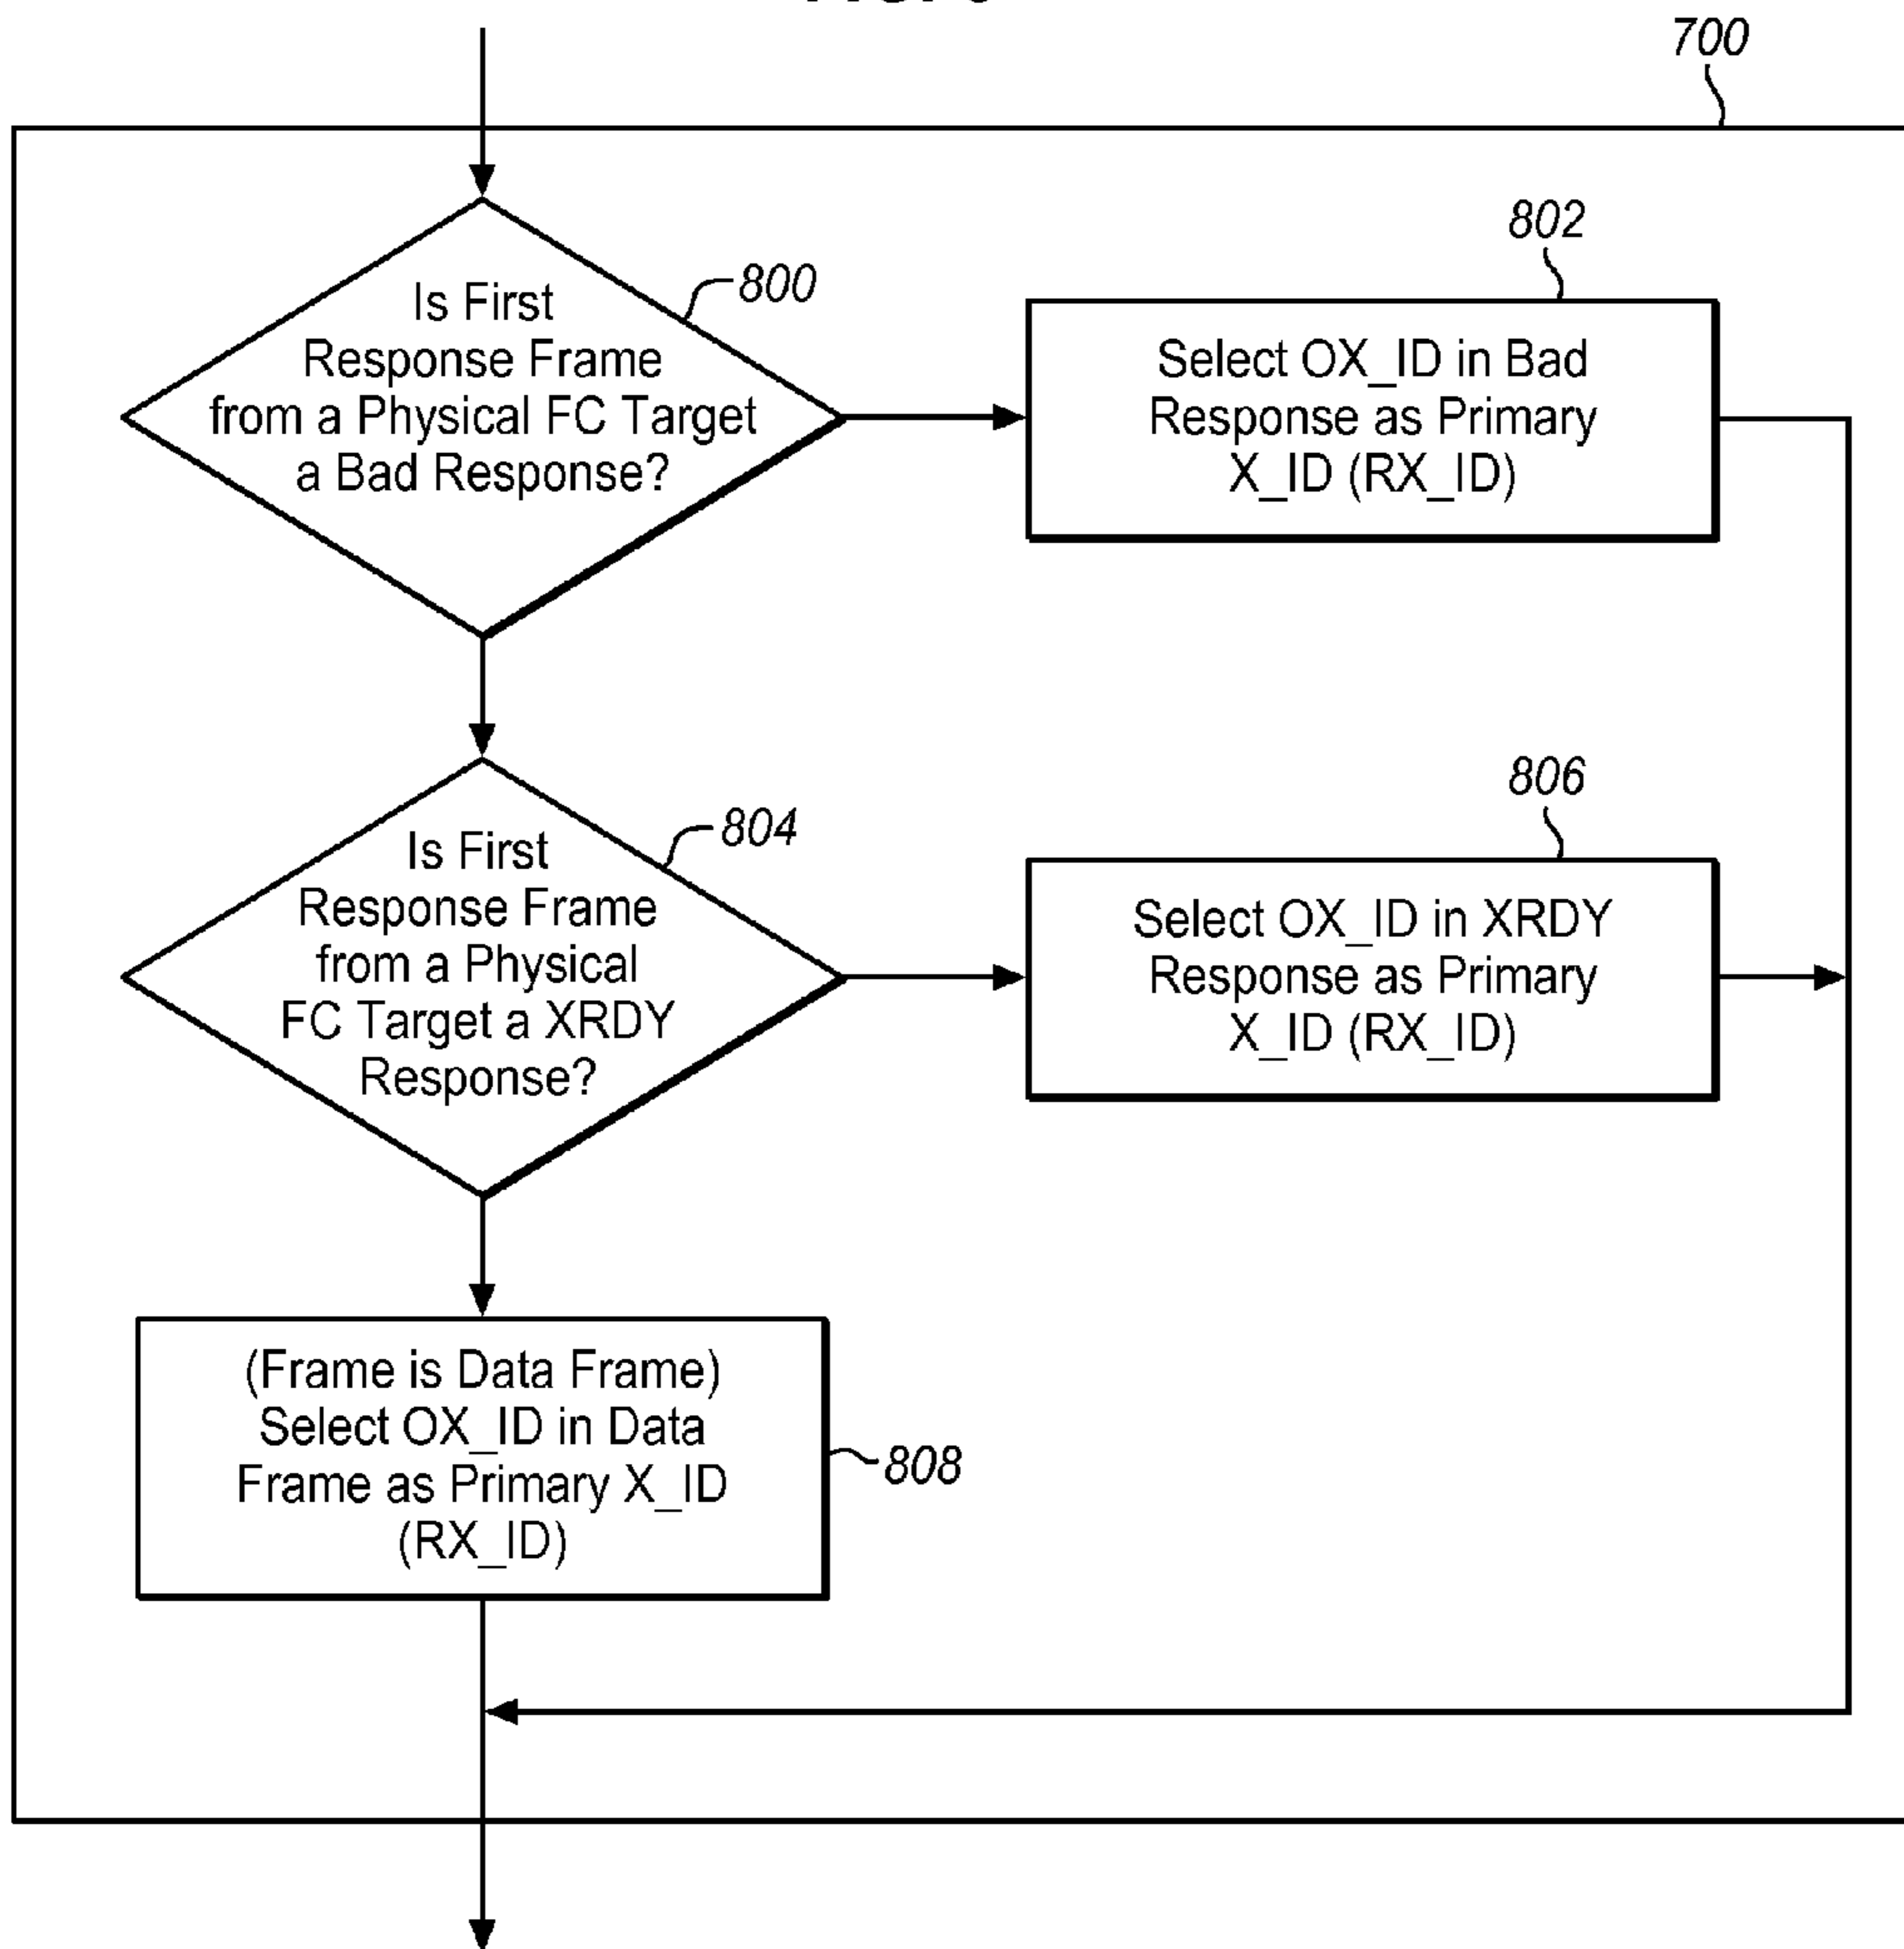 700
Is First
Response Frame
from a Physical FC Target
a Bad Response?
800
802
Select OX_ID in Bad
Response as Primary
X_ID (RX_ID)
Is First
Response Frame
from a Physical
FC Target a XRDY
Response?
804
806
Select OX_ID in XRDY
Response as Primary
X_ID (RX_ID)
(Frame is Data Frame)
Select OX_ID in Data
Frame as Primary X_ID
(RX_ID)
808